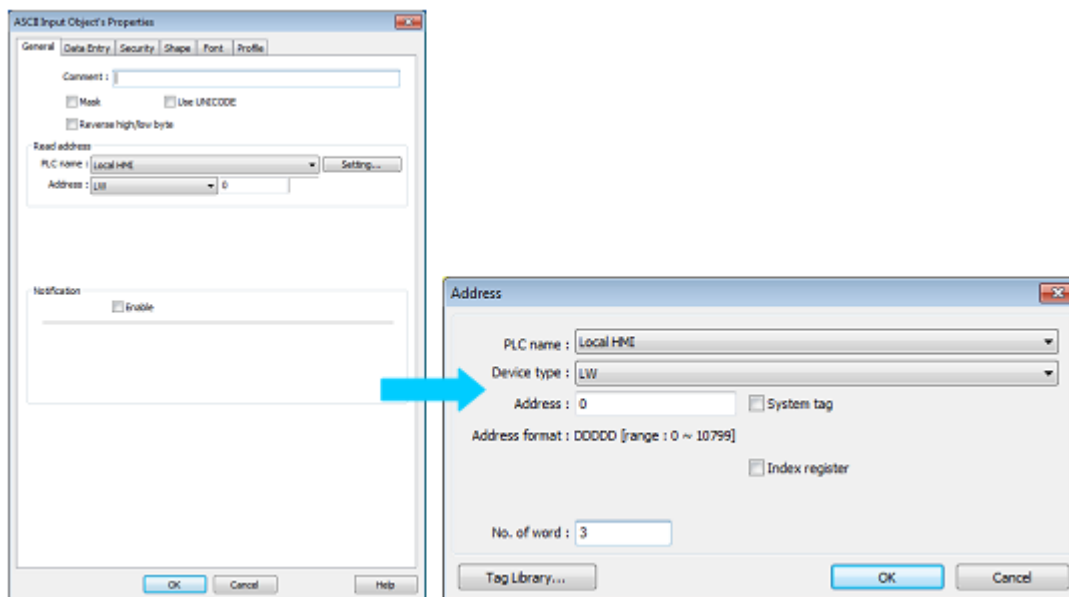 ASCII Input Object's Properties
General Data Entry Security Shape Font Profile
Comment :
Mask Use UNICODE
Reverse high/low byte
Read address
PLC name : Local HMI Setting...
Address : LW 0
Notification
Enable
OK Cancel Help
Address
PLC name : Local HMI
Device type : LW
Address : 0 System tag
Address format : DDDDD [range : 0 ~ 10799]
Index register
No. of word : 3
Tag Library... OK Cancel